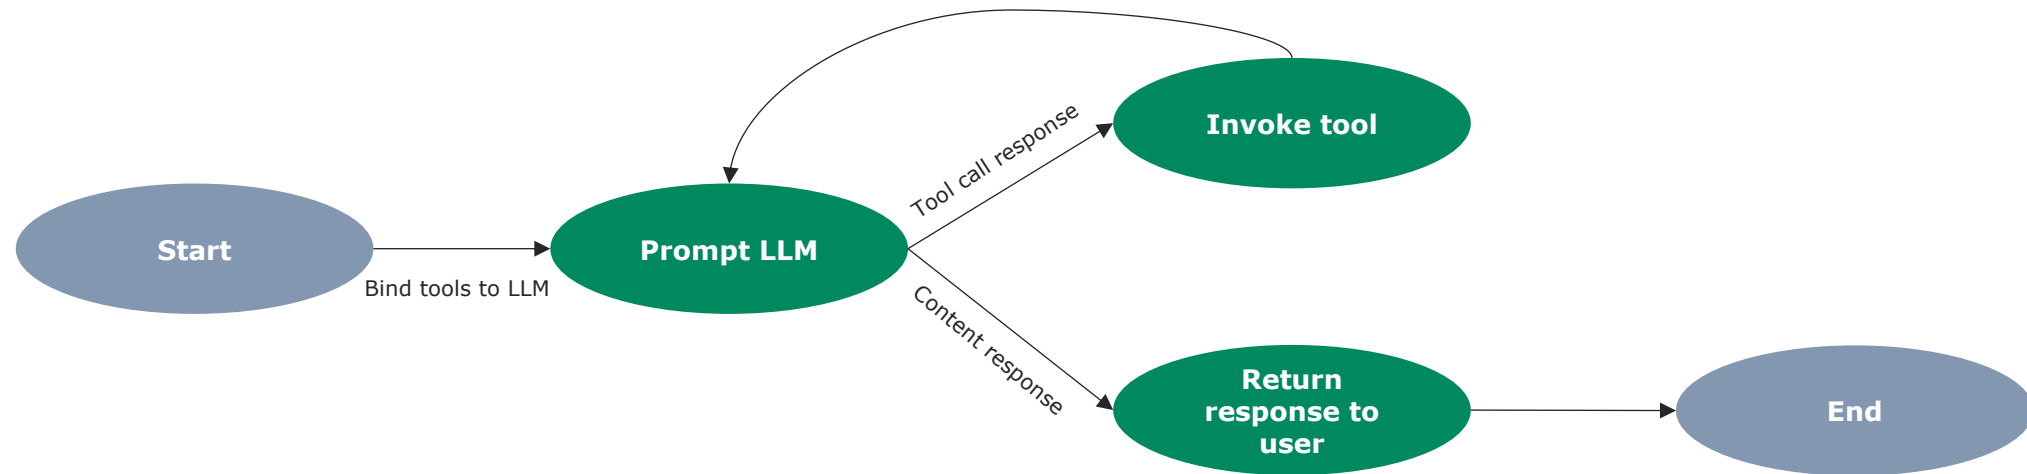 Invoke tool
Tool call response
Start
Prompt LLM
Bind tools to LLM
Content response
Return
response to
user
End